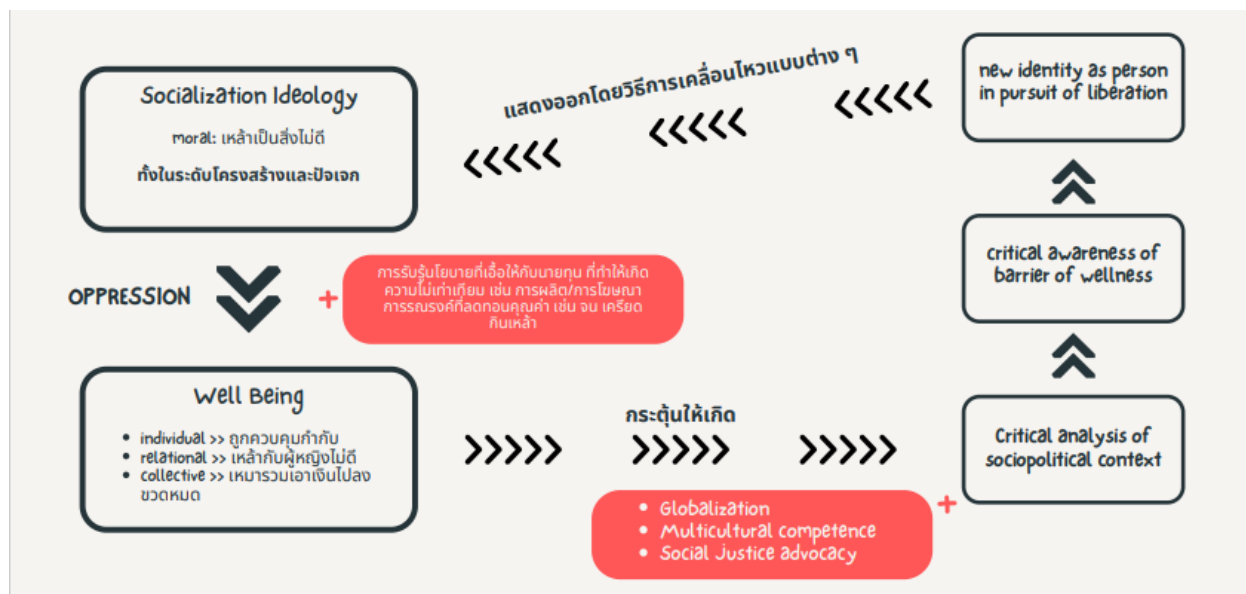 Socialization Ideology
moral: เหล้าเป็นสิ่งไม่ดี
ทั้งในระดับโครงสร้างและปัจเจก
แสดงออกโดยวิธีการเคลื่อนไหวแบบต่าง ๆ
new identity as person
in pursuit of liberation
OPPRESSION
+
การรับรู้นโยบายที่เอื้อให้กับนายทุน ที่ทำให้เกิด
ความไม่เท่าเทียม เช่น การผลิต/การโฆษณา
การรณรงค์ที่ลดทอนคุณค่า เช่น จน เครียด
กินเหล้า
critical awareness of
barrier of wellness
Well Being
• individual >> ถูกควบคุมกำกับ
• relational >> เหล้ากับผู้หญิงไม่ดี
• collective >> เหมารวมเอาเงินไปลง
ขวดหมด
กระตุ้นให้เกิด
Critical analysis of
sociopolitical context
+
• Globalization
• Multicultural competence
• Social justice advocacy